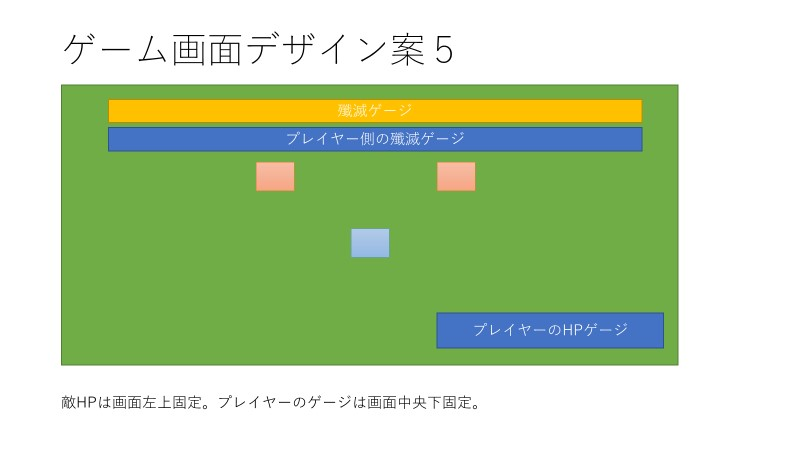 ゲーム画面デザイン案５
殲滅ゲージ
プレイヤー側の殲滅ゲージ
プレイヤーのHPゲージ
敵HPは画面左上固定。プレイヤーのゲージは画面中央下固定。